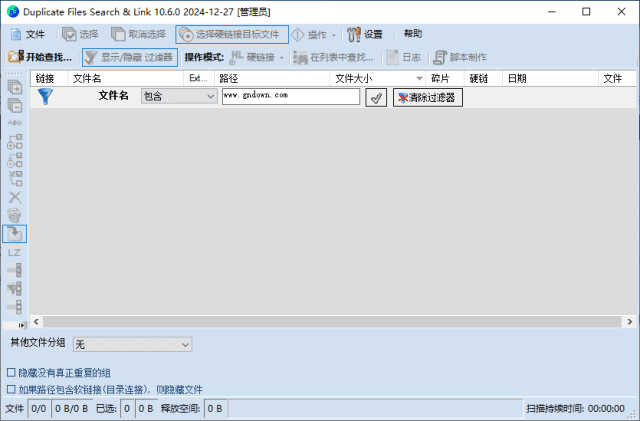 Duplicate Files Search & Link 10.6.0 2024-12-27 [管理员]
文件 选择 取消选择 选择硬链接目标文件 操作 设置 帮助
开始查找... 显示/隐藏 过滤器 操作模式: HL 硬链接 在列表中查找... 日志 脚本制作
链接 文件名 Ext... 路径 文件大小 碎片 硬链 日期 文件
文件名 包含 www.gndown.com 清除过滤器
LZ
其他文件分组 无
隐藏没有真正重复的组
如果路径包含软链接(目录连接)，则隐藏文件
文件 0/0 0 B/0 B 已选: 0 0 B 释放空间: 0 B 扫描持续时间: 00:00:00